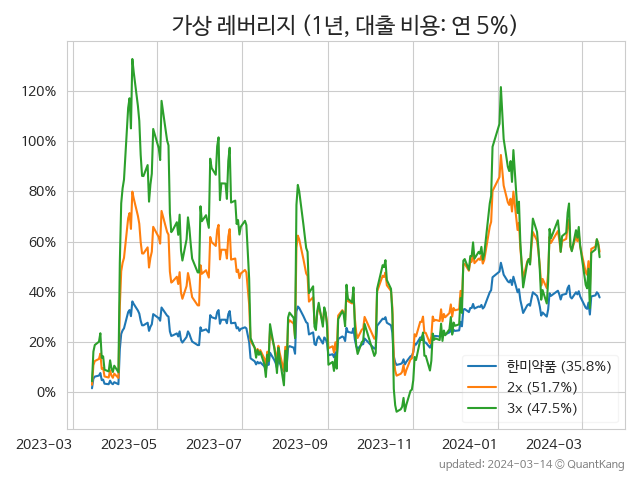 가상 레버리지 (1년, 대출 비용: 연 5%)
120%
100%
80%
60%
40%
20%
0%
한미약품 (35.8%)
2x (51.7%)
3x (47.5%)
2023-03 2023-05 2023-07 2023-09 2023-11 2024-01 2024-03
updated: 2024-03-14 ⓒ QuantKang